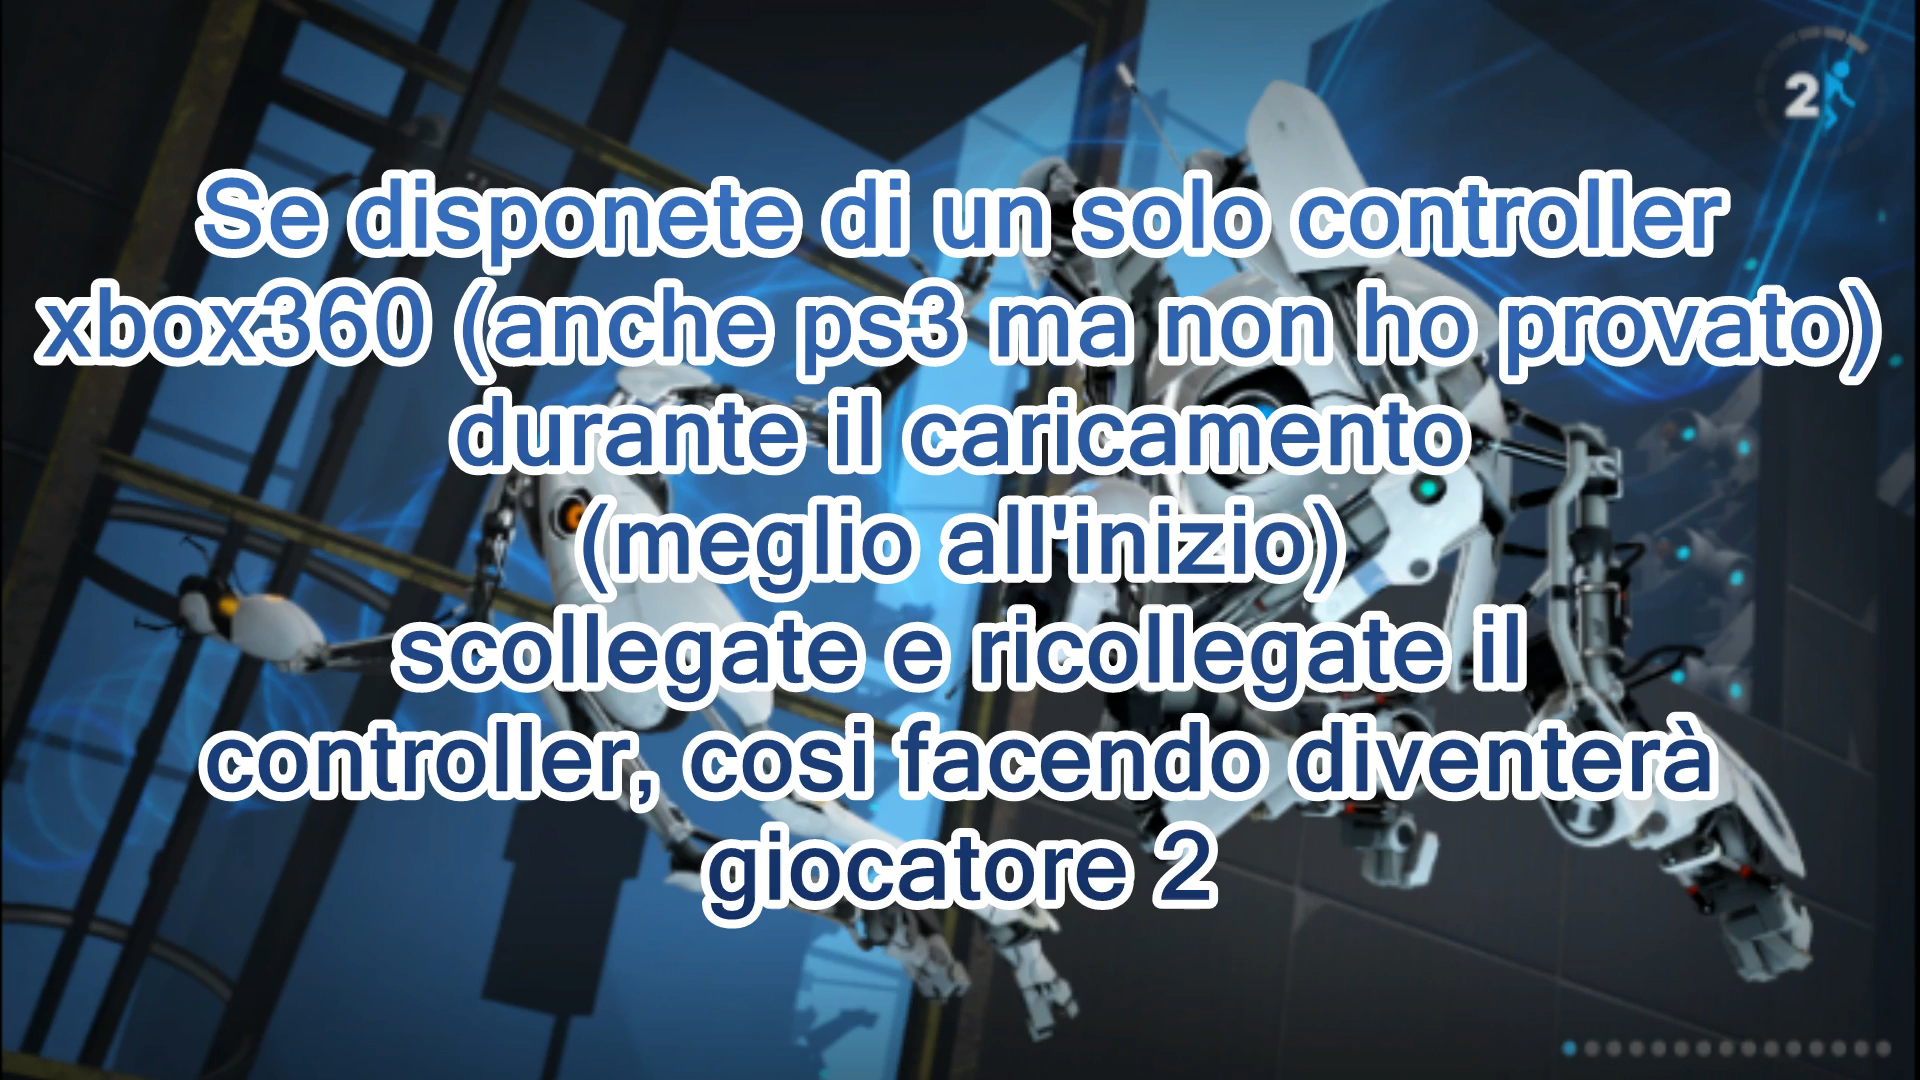 2
Se disponete di un solo controller
xbox360 (anche ps3 ma non ho provato)
durante il caricamento
(meglio all'inizio)
scollegate e ricollegate il
controller, cosi facendo diventerà
giocatore 2